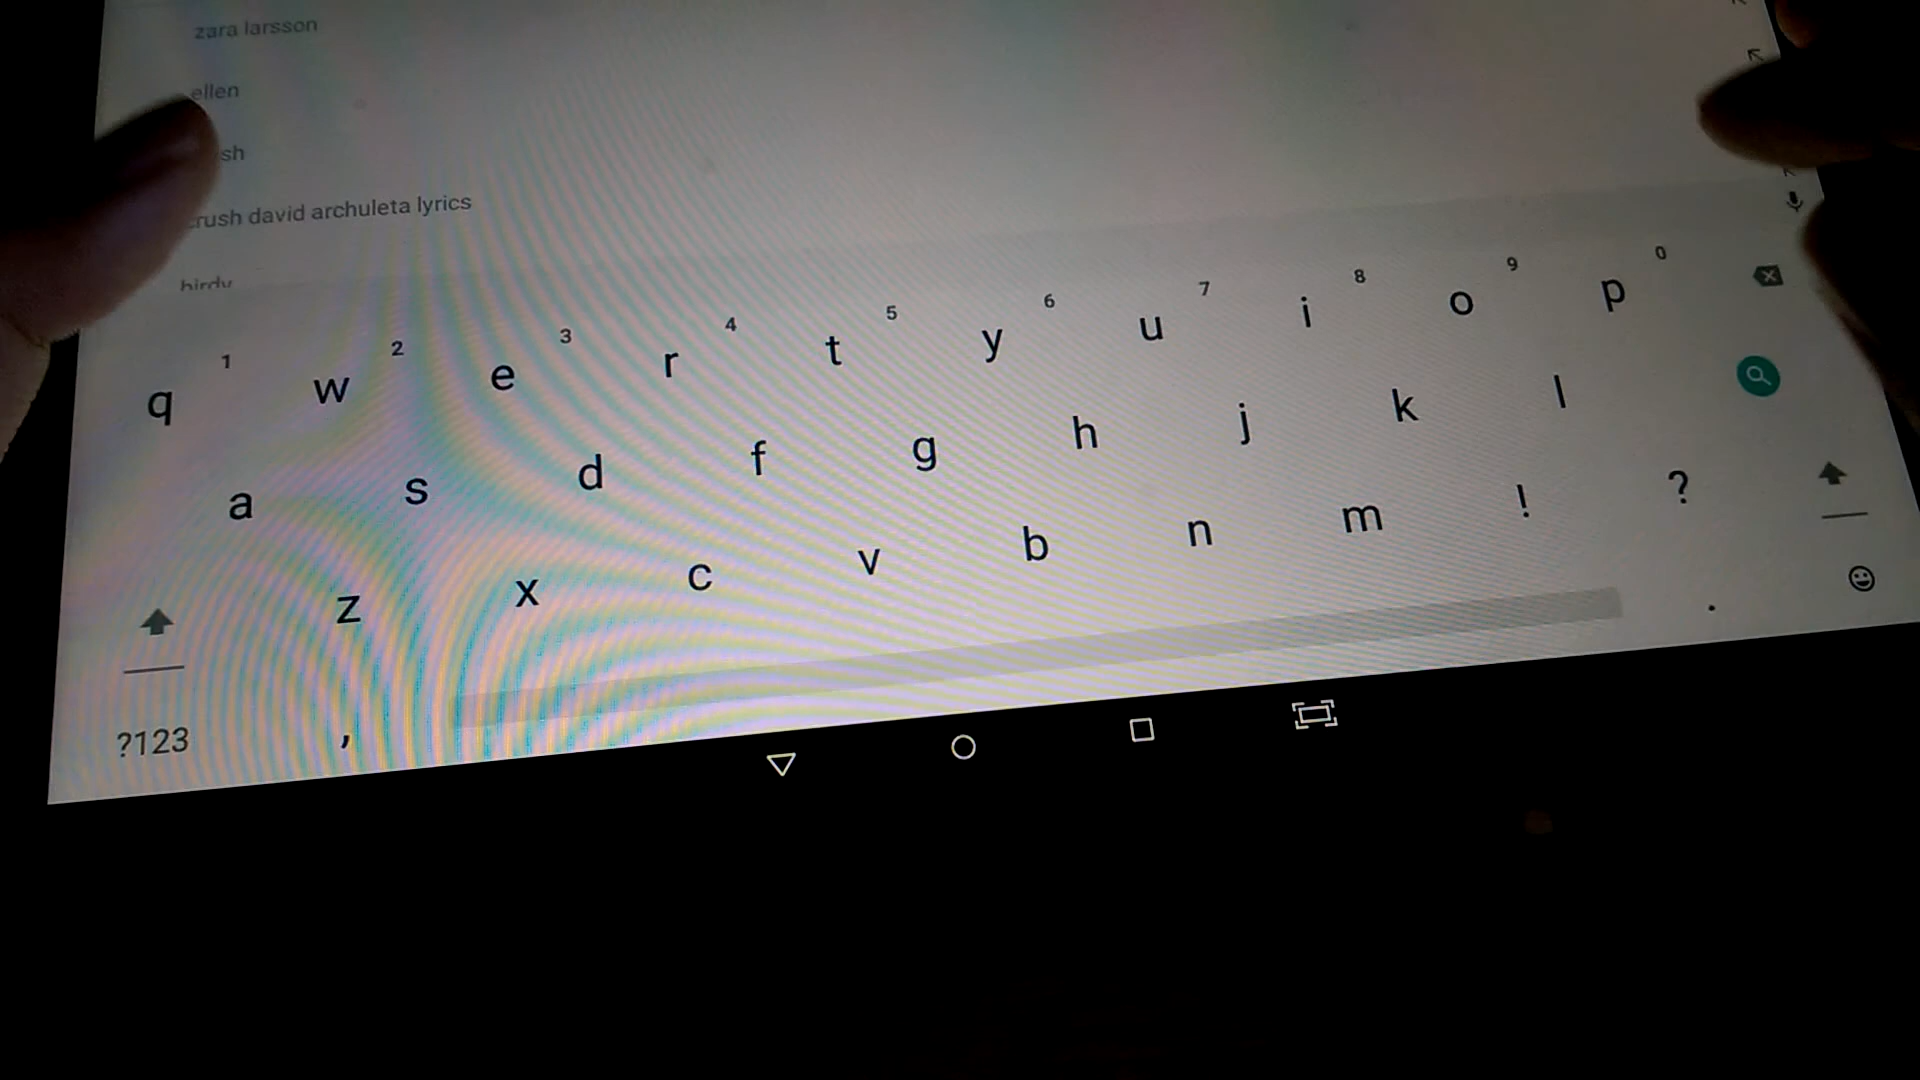 zara larsson
ellen
sh
rush david archuleta lyrics
birdy
1 2 3 4 5 6 7 8 9 0
q w e r t y u i o p
a s d f g h j k l
z x c v b n m ! ?
?123 , .